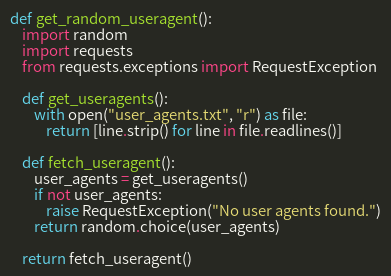 def get_random_useragent():
    import random
    import requests
    from requests.exceptions import RequestException

    def get_useragents():
        with open("user_agents.txt", "r") as file:
            return [line.strip() for line in file.readlines()]

    def fetch_useragent():
        user_agents = get_useragents()
        if not user_agents:
            raise RequestException("No user agents found.")
        return random.choice(user_agents)

    return fetch_useragent()